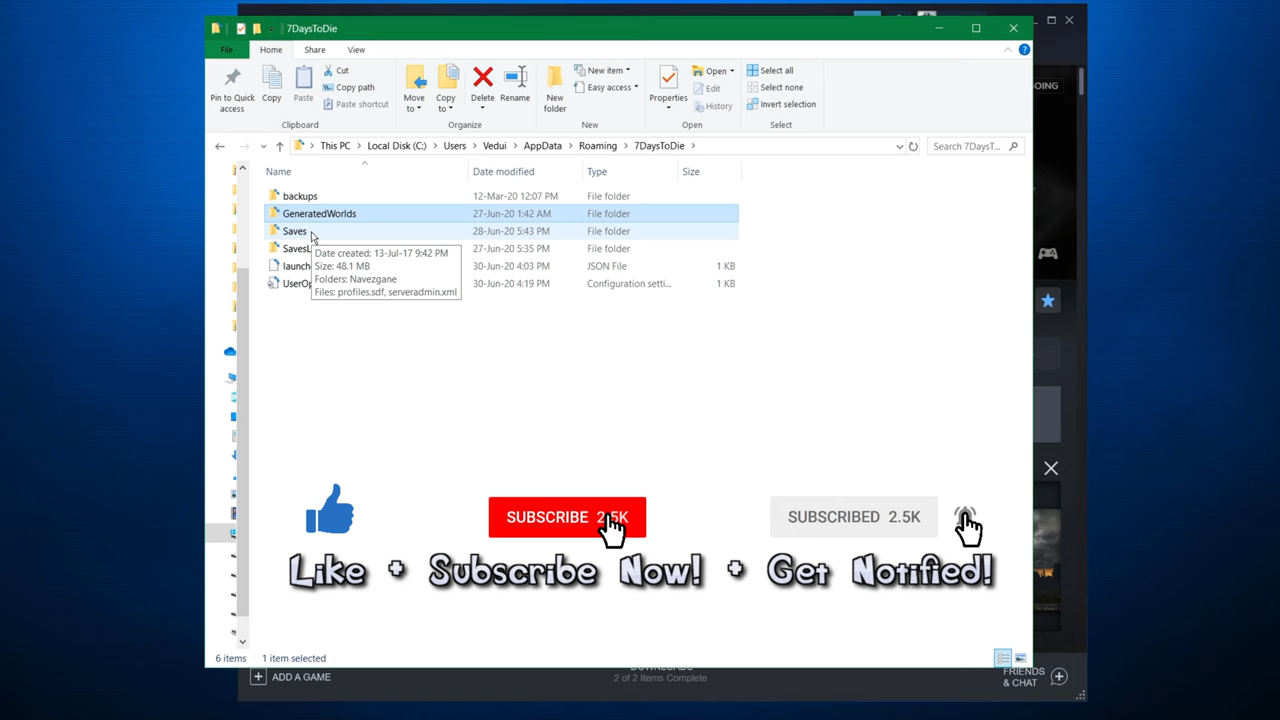 7DaysToDie
File Home Share View
Pin to Quick access
Copy
Paste
Cut
Copy path
Paste shortcut
Clipboard
Move to
Copy to
Delete
Rename
Organize
New folder
New item
Easy access
New
Properties
Open
Edit
History
Open
Select all
Select none
Invert selection
Select
GOING
This PC > Local Disk (C:) > Users > Vedui > AppData > Roaming > 7DaysToDie >
Search 7DaysT...
Name Date modified Type Size
backups 12-Mar-20 12:07 PM File folder
GeneratedWorlds 27-Jun-20 1:42 AM File folder
Saves 28-Jun-20 5:43 PM File folder
SavesL 27-Jun-20 5:35 PM File folder
launch 30-Jun-20 4:03 PM JSON File 1 KB
UserOp 30-Jun-20 4:19 PM Configuration setti... 1 KB
Date created: 13-Jul-17 9:42 PM
Size: 48.1 MB
Folders: Navezgane
Files: profiles.sdf, serveradmin.xml
SUBSCRIBE 2.5K
SUBSCRIBED 2.5K
Like + Subscribe Now! + Get Notified!
6 items 1 item selected
ADD A GAME
DOWNLOADS
2 of 2 Items Complete
FRIENDS
& CHAT